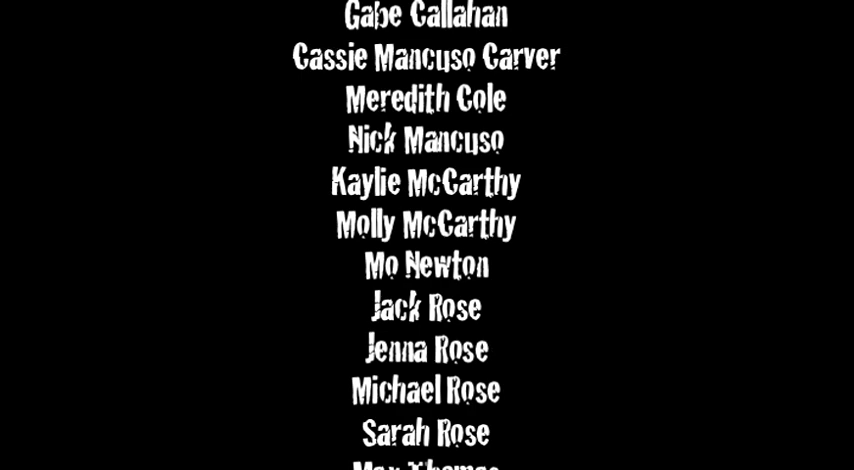 Gabe Callahan
Cassie Mancuso Carver
Meredith Cole
Nick Mancuso
Kaylie McCarthy
Molly McCarthy
Mo Newton
Jack Rose
Jenna Rose
Michael Rose
Sarah Rose
Thomas